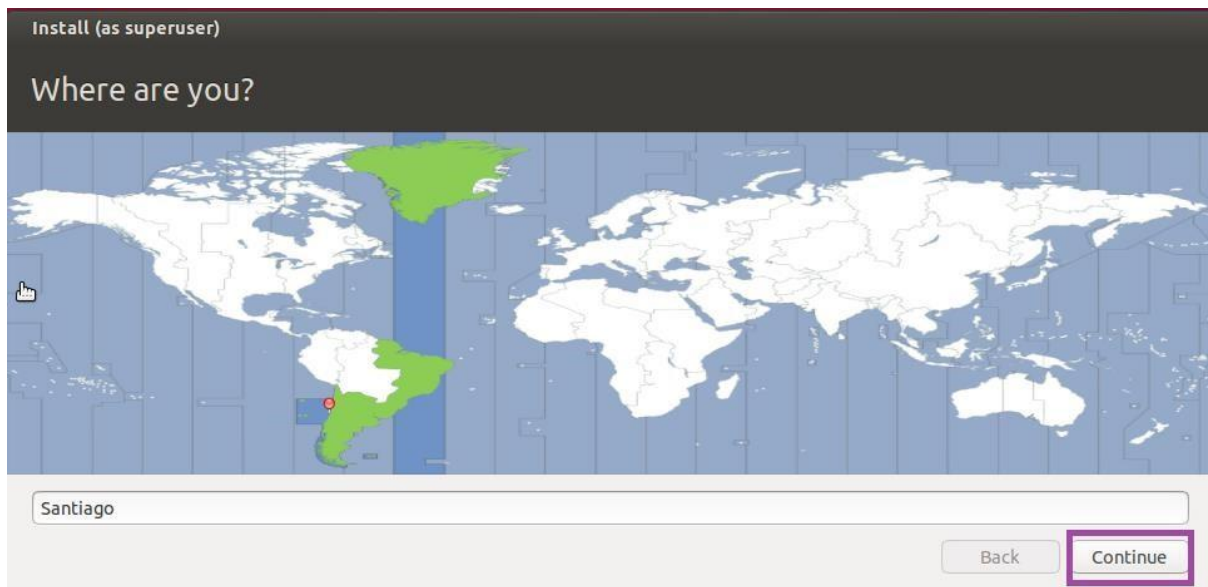 Install (as superuser)
Where are you?
Santiago
Back
Continue